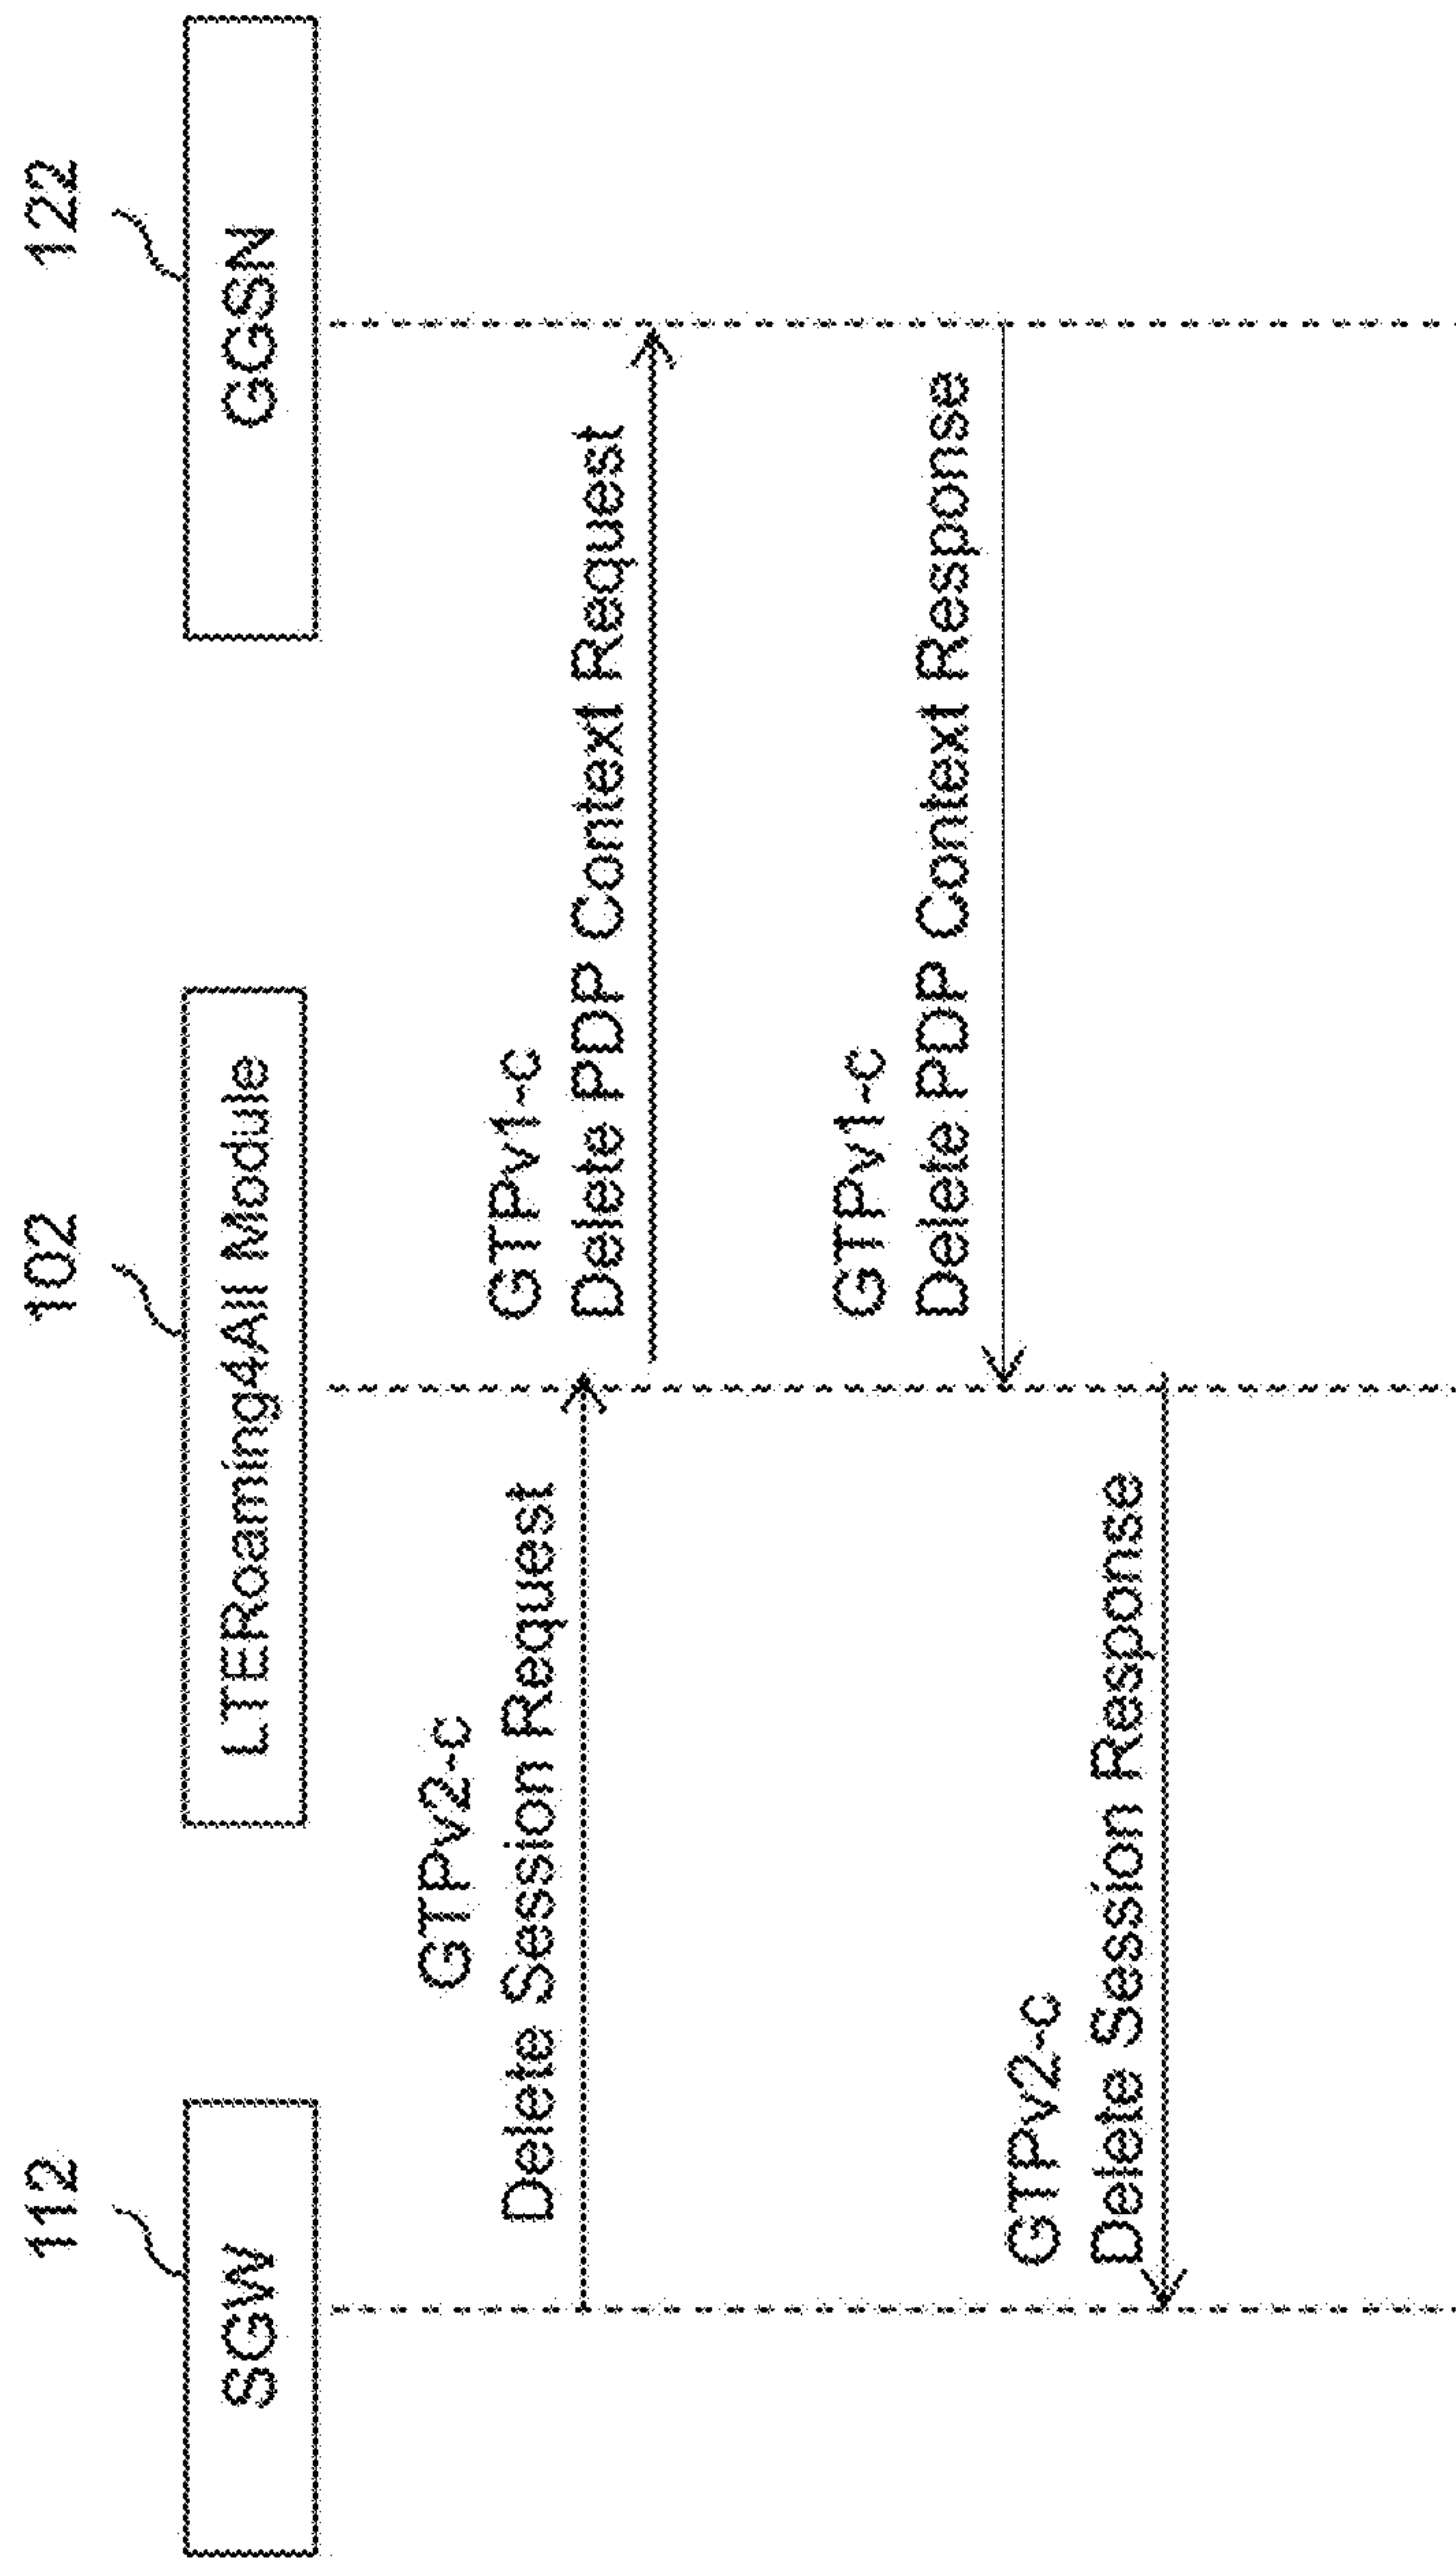 112
102
122
SGW
LTERoaming4All Module
GGSN
GTPv2-c
Delete Session Request
GTPv1-c
Delete PDP Context Request
GTPv1-c
Delete PDP Context Response
GTPv2-c
Delete Session Response